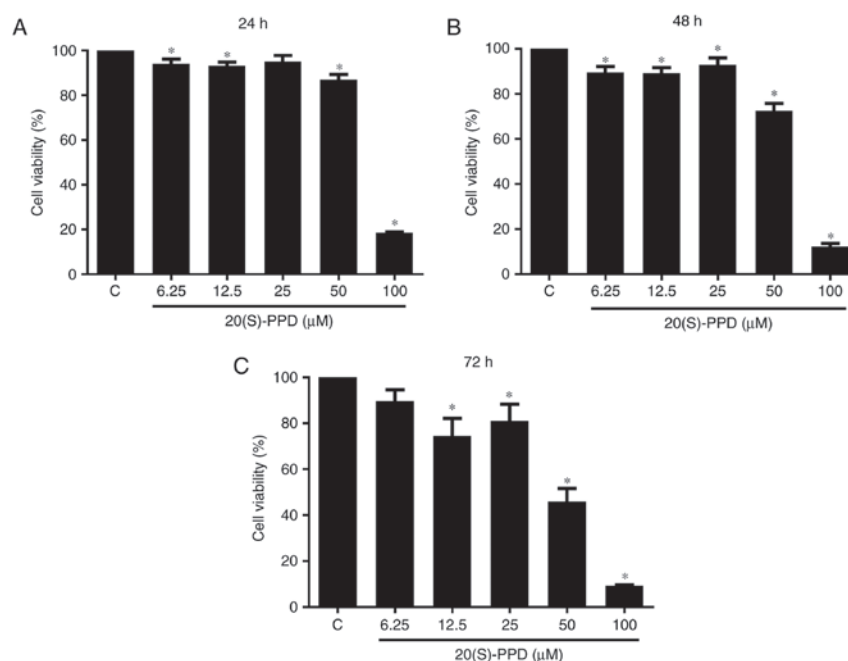 A
24 h
Cell viability (%)
100
80
60
40
20
0
* * * *
C 6.25 12.5 25 50 100
20(S)-PPD (μM)
B
48 h
Cell viability (%)
100
80
60
40
20
0
* * * * *
C 6.25 12.5 25 50 100
20(S)-PPD (μM)
C
72 h
Cell viability (%)
100
80
60
40
20
0
* * * *
C 6.25 12.5 25 50 100
20(S)-PPD (μM)